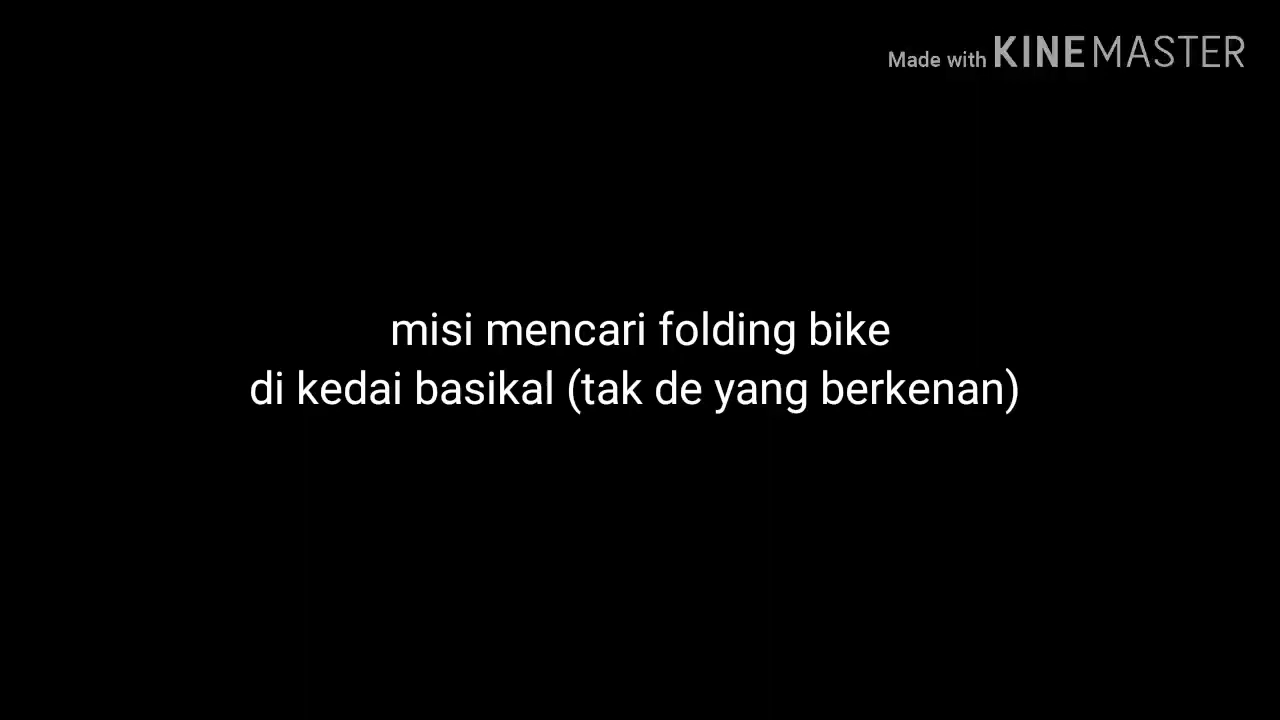 Made with KINEMASTER
misi mencari folding bike
di kedai basikal (tak de yang berkenan)